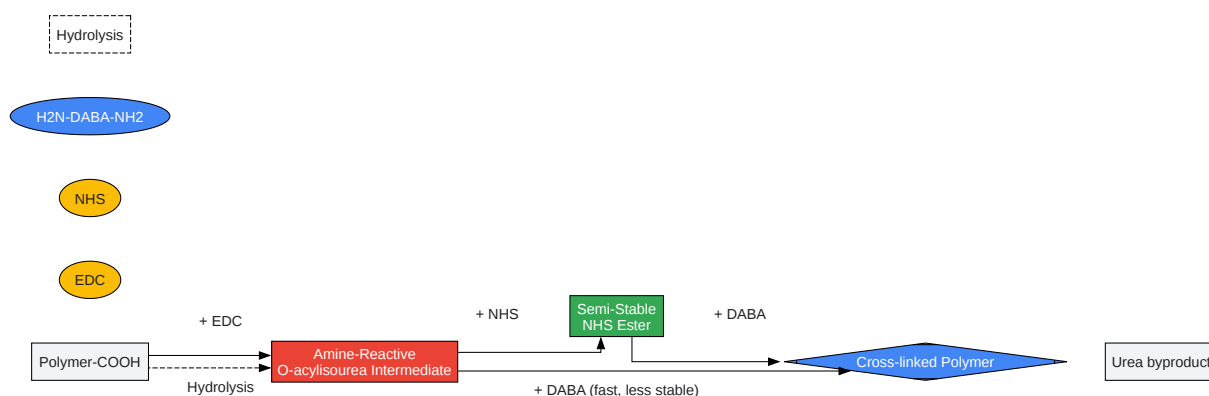 Hydrolysis
H2N-DABA-NH2
NHS
EDC
Semi-Stable
NHS Ester
+ EDC
+ NHS
+ DABA
Polymer-COOH
Amine-Reactive
O-acylisourea Intermediate
Cross-linked Polymer
Urea byproduct
Hydrolysis
+ DABA (fast, less stable)